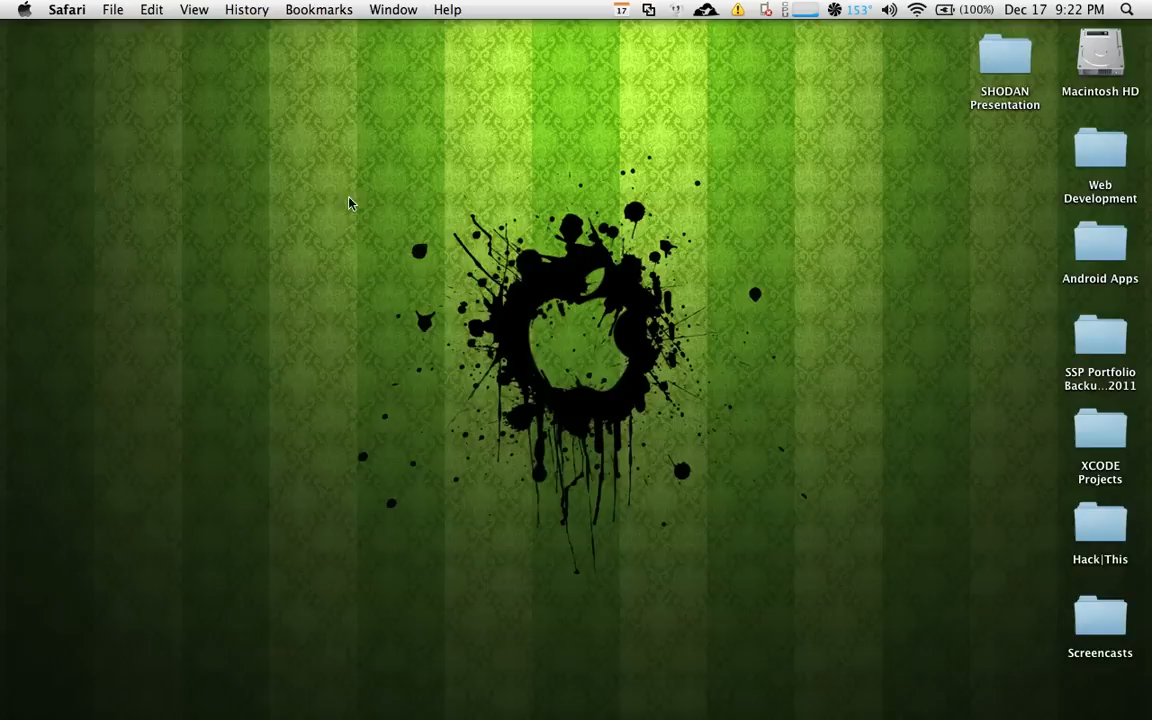 Safari File Edit View History Bookmarks Window Help 17 153° (100%) Dec 17 9:22 PM
SHODAN
Presentation
Macintosh HD
Web
Development
Android Apps
SSP Portfolio
Backu...2011
XCODE
Projects
Hack|This
Screencasts